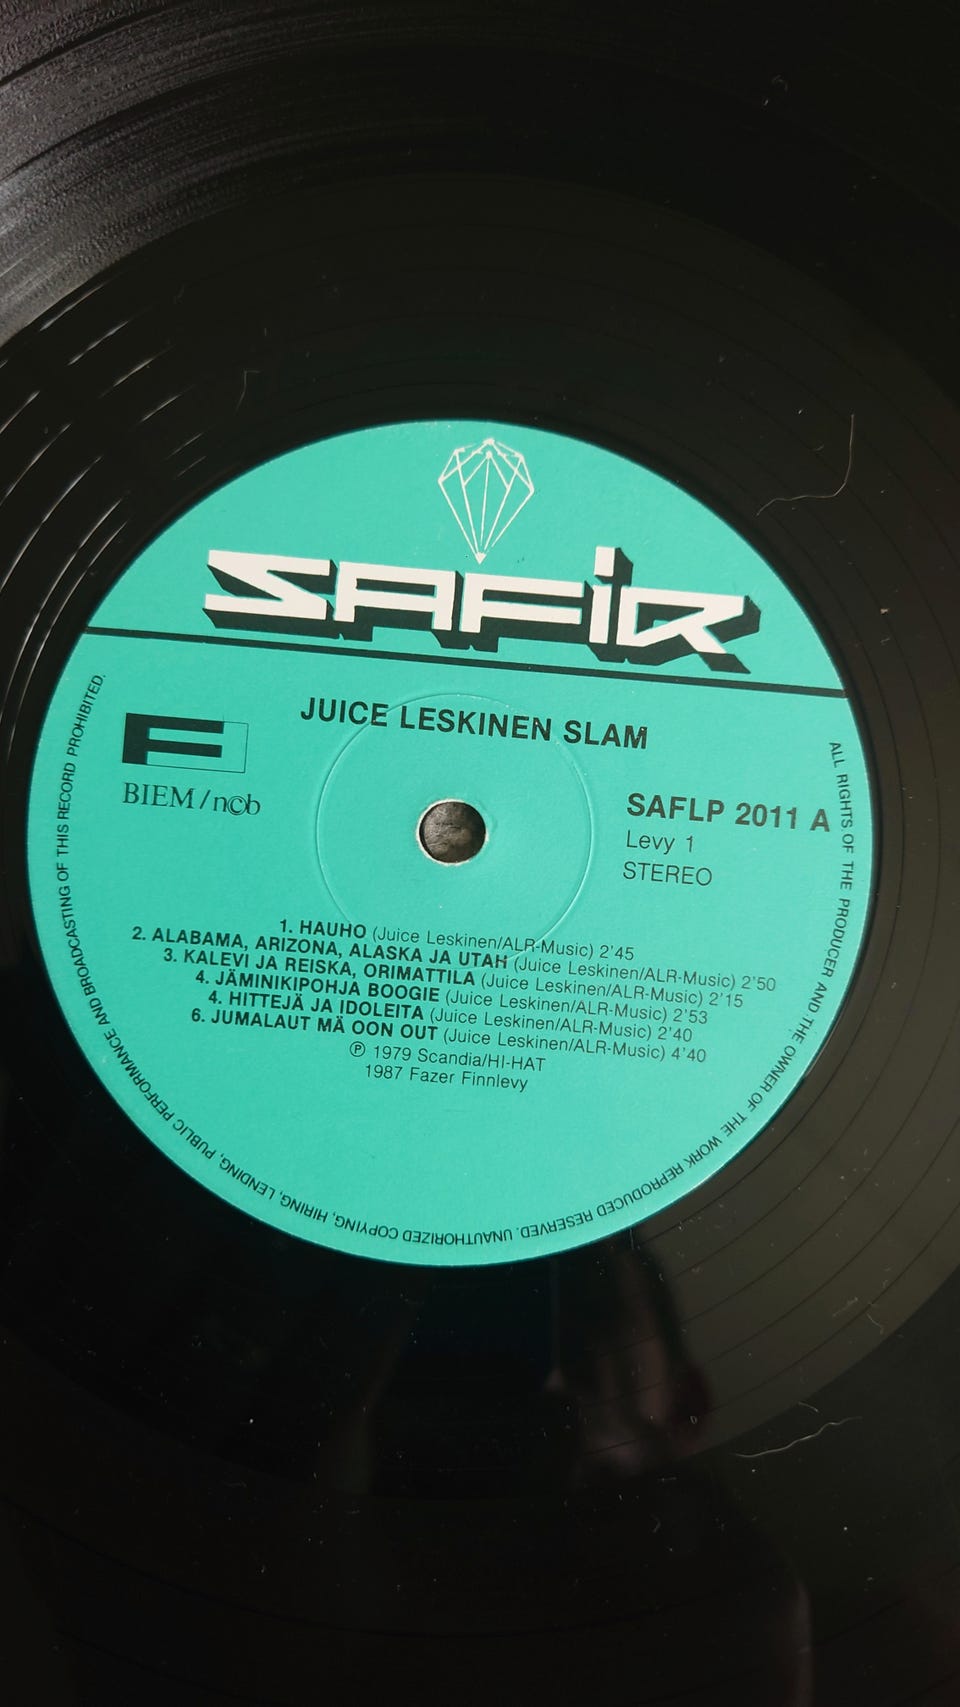 SAFIR
JUICE LESKINEN SLAM
F
BIEM/n©b
SAFLP 2011 A
Levy 1
STEREO
1. HAUHO (Juice Leskinen/ALR-Music) 2'45
2. ALABAMA, ARIZONA, ALASKA JA UTAH (Juice Leskinen/ALR-Music) 2'50
3. KALEVI JA REISKA, ORIMATTILA (Juice Leskinen/ALR-Music) 2'15
4. JÄMINIKIPOHJA BOOGIE (Juice Leskinen/ALR-Music) 2'53
4. HITTEJÄ JA IDOLEITA (Juice Leskinen/ALR-Music) 2'40
6. JUMALAUT MÄ OON OUT (Juice Leskinen/ALR-Music) 4'40
℗ 1979 Scandia/HI-HAT
1987 Fazer Finnlevy
ALL RIGHTS OF THE PRODUCER AND THE OWNER OF THE WORK REPRODUCED RESERVED. UNAUTHORIZED COPYING, HIRING, LENDING, PUBLIC PERFORMANCE AND BROADCASTING OF THIS RECORD PROHIBITED.